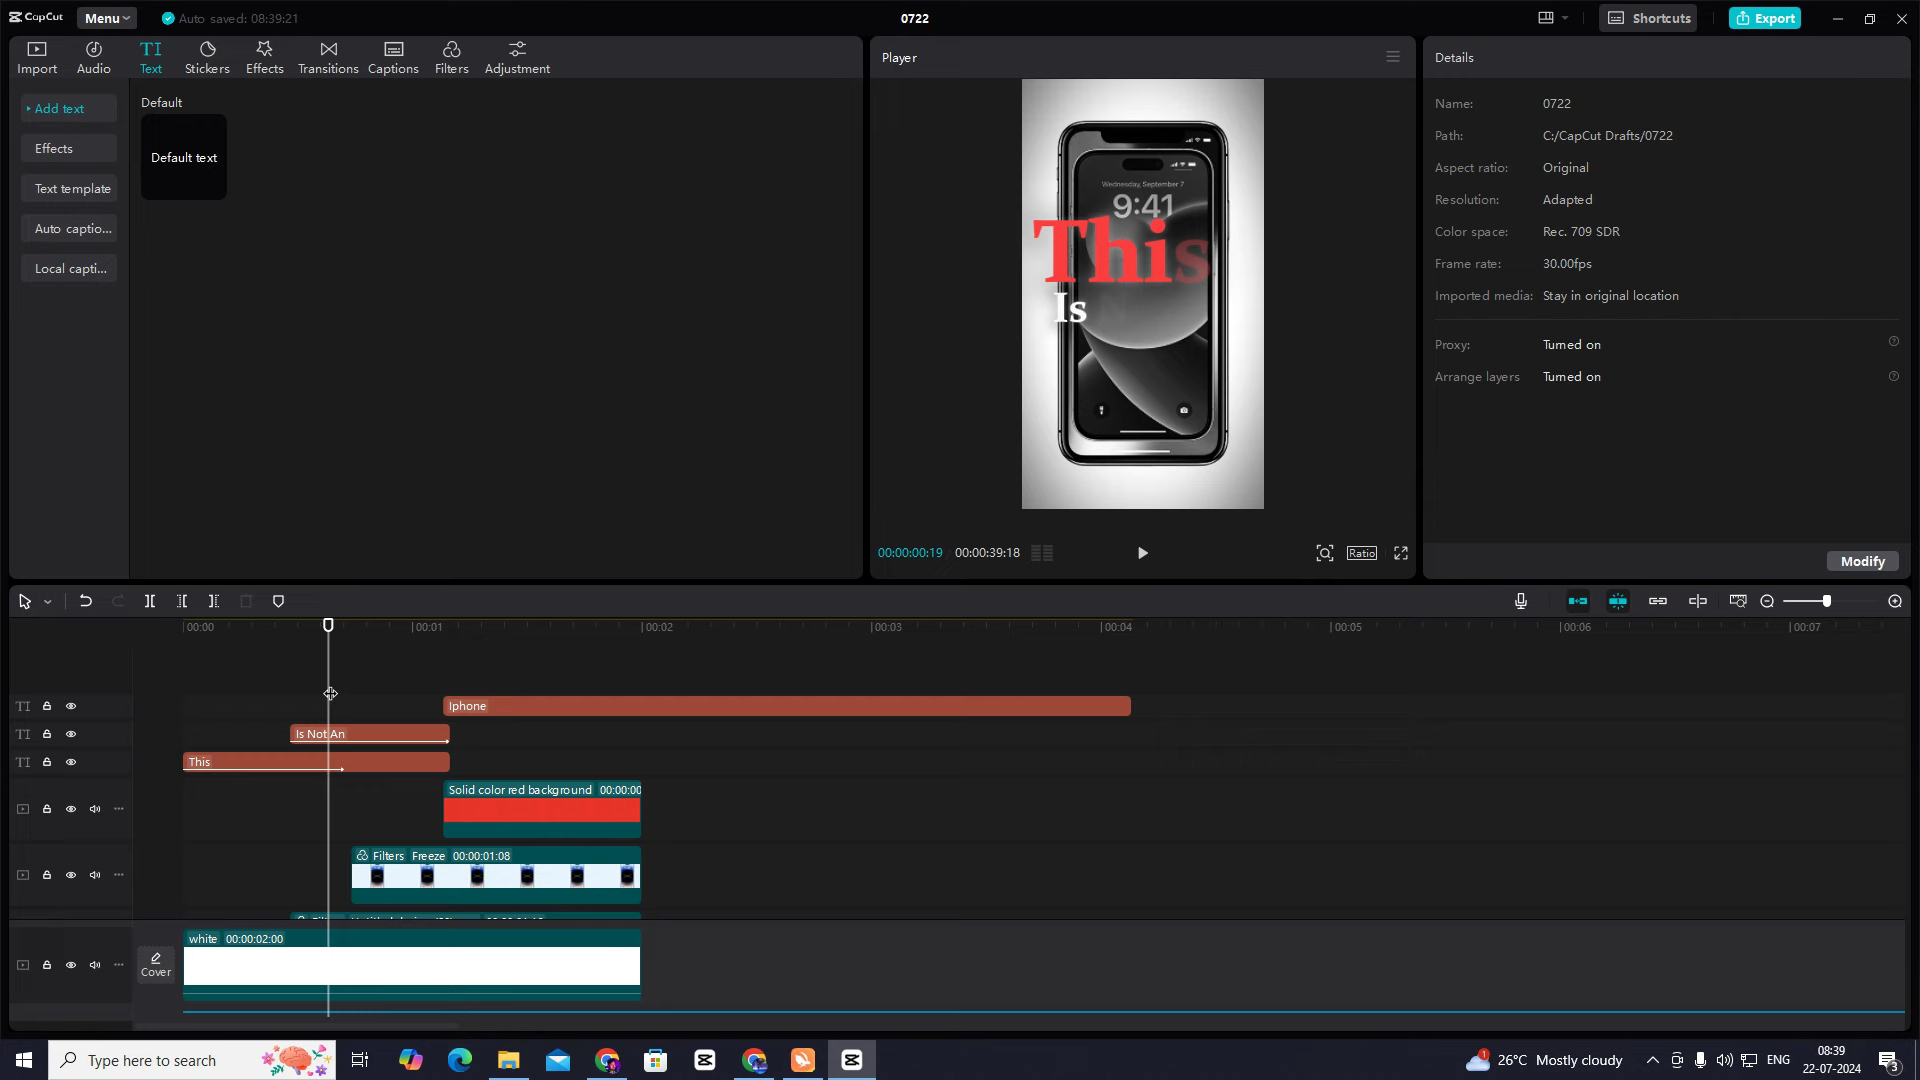 CapCut
Menu
Auto saved: 08:39:21
0722
Shortcuts
Export
Import
Audio
Text
Stickers
Effects
Transitions
Captions
Filters
Adjustment
Add text
Effects
Text template
Auto captio...
Local capti...
Default
Default text
Player
Wednesday, September 7
9:41
This
Is
00:00:00:19
00:00:39:18
Ratio
Details
Name: 0722
Path: C:/CapCut Drafts/0722
Aspect ratio: Original
Resolution: Adapted
Color space: Rec. 709 SDR
Frame rate: 30.00fps
Imported media: Stay in original location
Proxy: Turned on
Arrange layers Turned on
Modify
00:00
00:01
00:02
00:03
00:04
00:05
00:06
00:07
Iphone
Is Not An
This
Solid color red background 00:00:00
Filters Freeze 00:00:01:08
white 00:00:02:00
Cover
Type here to search
26°C Mostly cloudy
ENG
08:39
22-07-2024
3